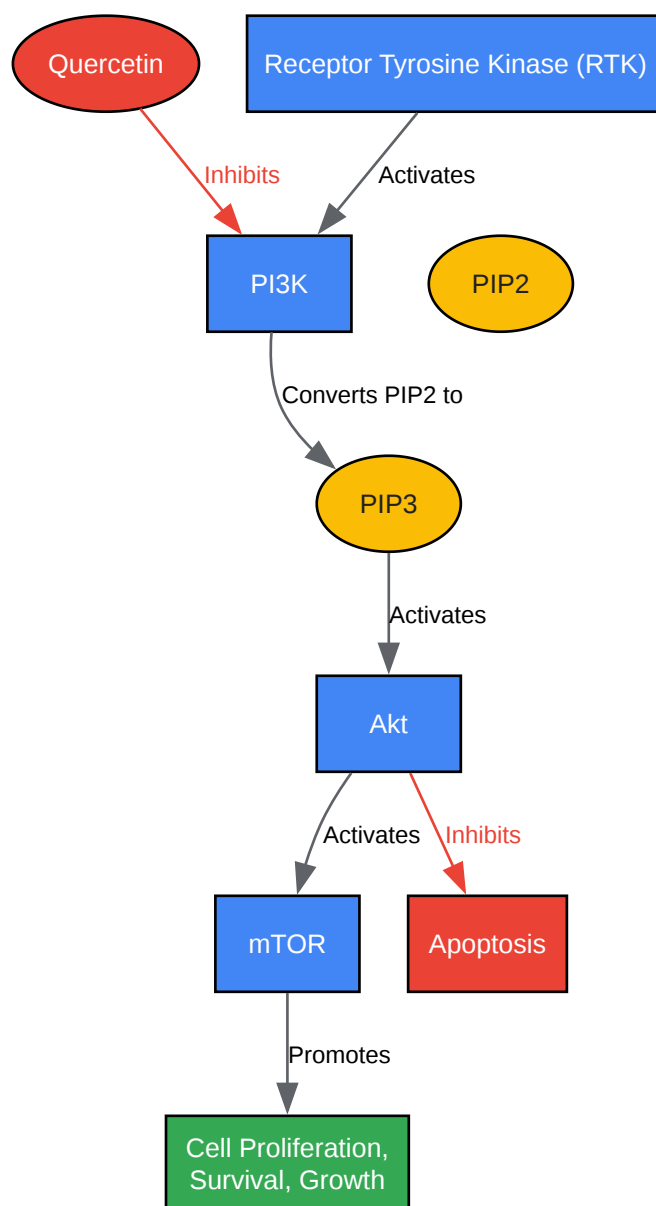 Quercetin
Receptor Tyrosine Kinase (RTK)
Inhibits
Activates
PI3K
PIP2
Converts PIP2 to
PIP3
Activates
Akt
Activates
Inhibits
mTOR
Apoptosis
Promotes
Cell Proliferation,
Survival, Growth